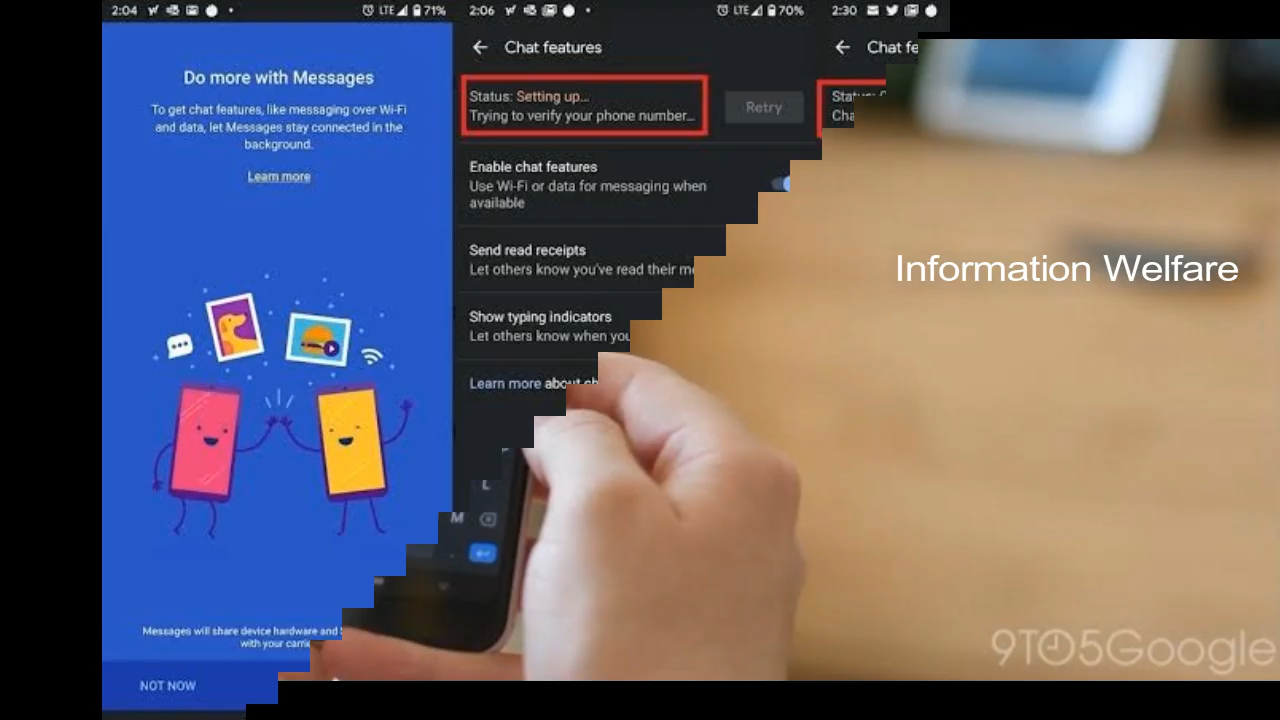 2:04
LTE
71%
Do more with Messages
To get chat features, like messaging over Wi-Fi
and data, let Messages stay connected in the
background.
Learn more
Messages will share device hardware and
with your
NOT NOW
2:06
LTE
70%
Chat features
Status: Setting up...
Trying to verify your phone number...
Retry
Enable chat features
Use Wi-Fi or data for messaging when
available
Send read receipts
Let others know you've read their
Show typing indicators
Let others know when you
Learn more about
2:30
Chat
Information Welfare
L
M
9TO5Google